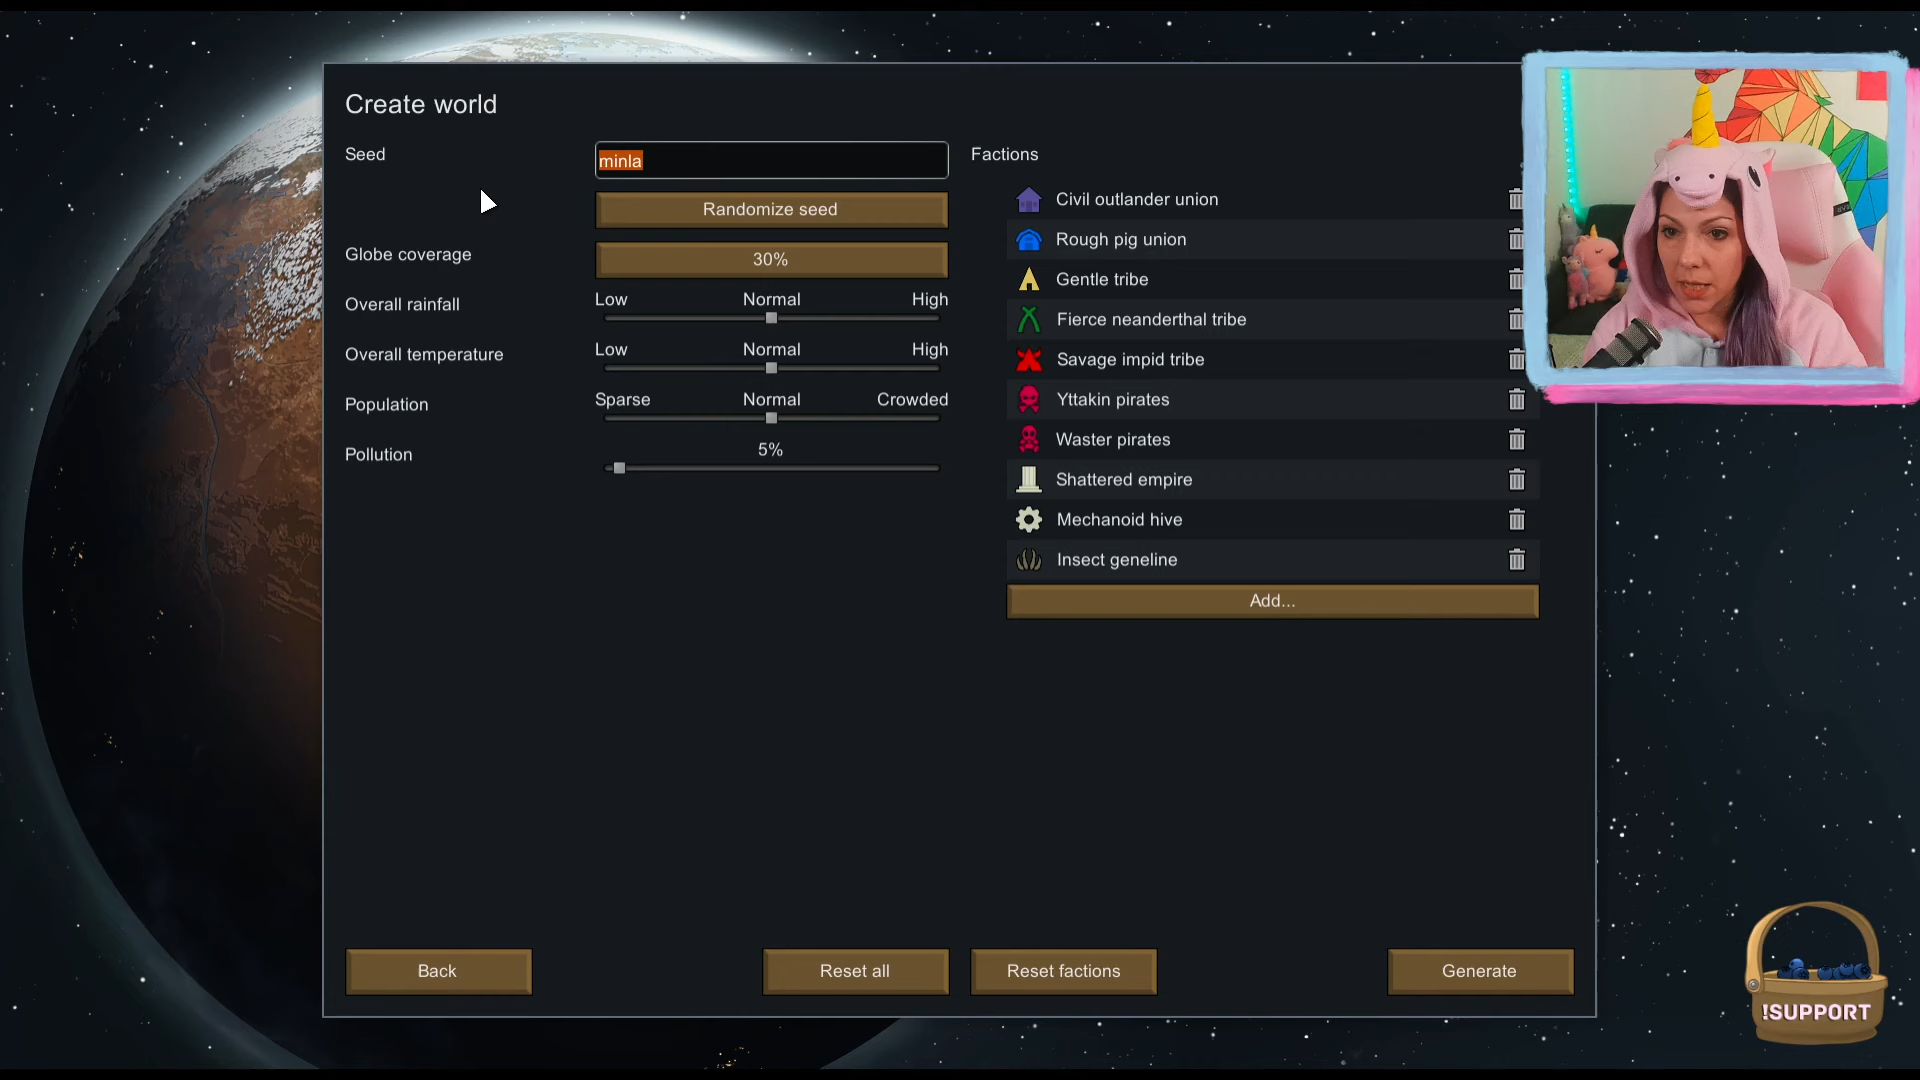 Create world
Seed
minla
Randomize seed
Globe coverage
30%
Overall rainfall
Low Normal High
Overall temperature
Low Normal High
Population
Sparse Normal Crowded
Pollution
5%
Factions
Civil outlander union
Rough pig union
Gentle tribe
Fierce neanderthal tribe
Savage impid tribe
Yttakin pirates
Waster pirates
Shattered empire
Mechanoid hive
Insect geneline
Add...
Back
Reset all
Reset factions
Generate
!SUPPORT